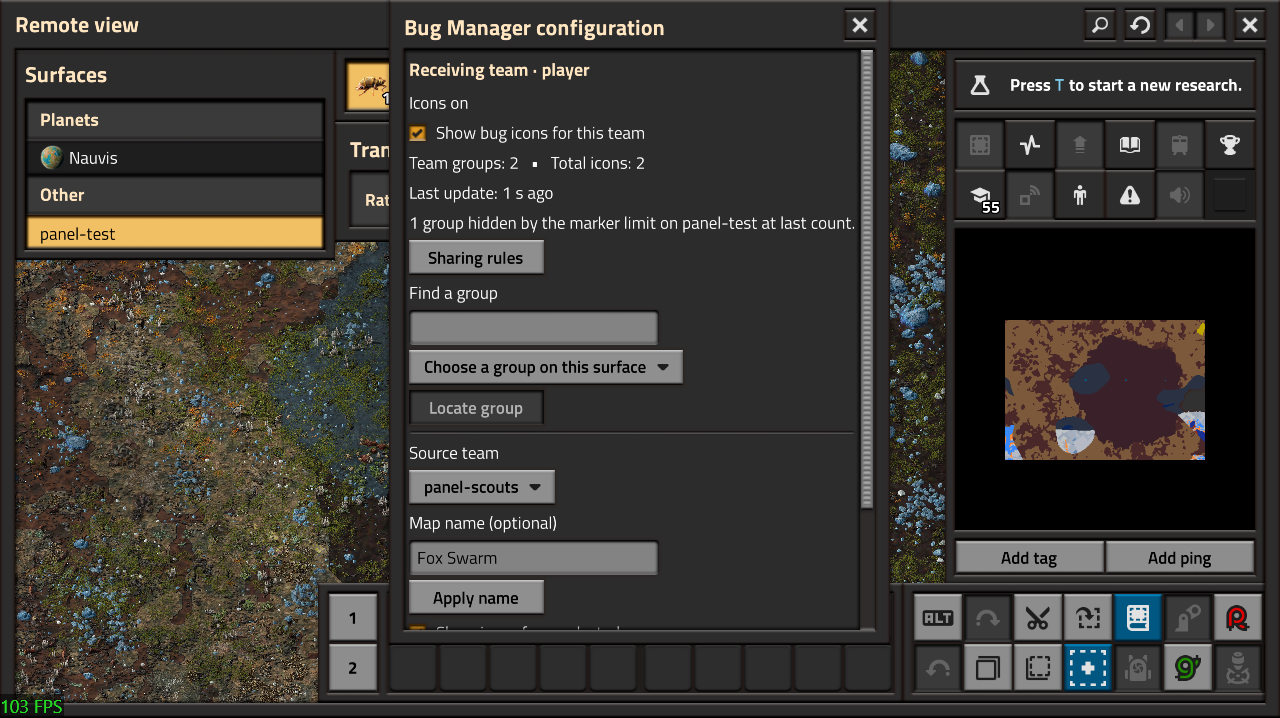 Remote view
Surfaces
Planets
Nauvis
Other
panel-test
1
Tran
Rat
Bug Manager configuration
Receiving team · player
Icons on
Show bug icons for this team
Team groups: 2 ▪ Total icons: 2
Last update: 1 s ago
1 group hidden by the marker limit on panel-test at last count.
Sharing rules
Find a group
Choose a group on this surface
Locate group
Source team
panel-scouts
Map name (optional)
Fox Swarm
Apply name
Press T to start a new research.
55
Add tag
Add ping
1
2
ALT
103 FPS